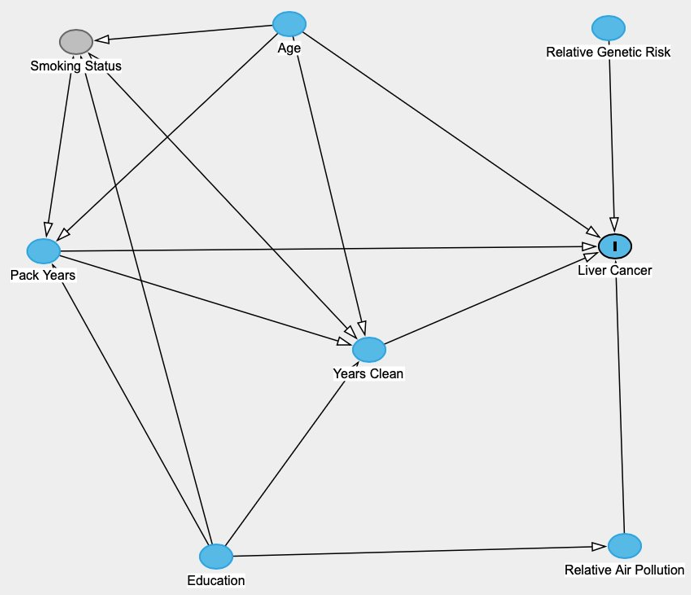 Age
Smoking Status
Relative Genetic Risk
Pack Years
I
Liver Cancer
Years Clean
Education
Relative Air Pollution